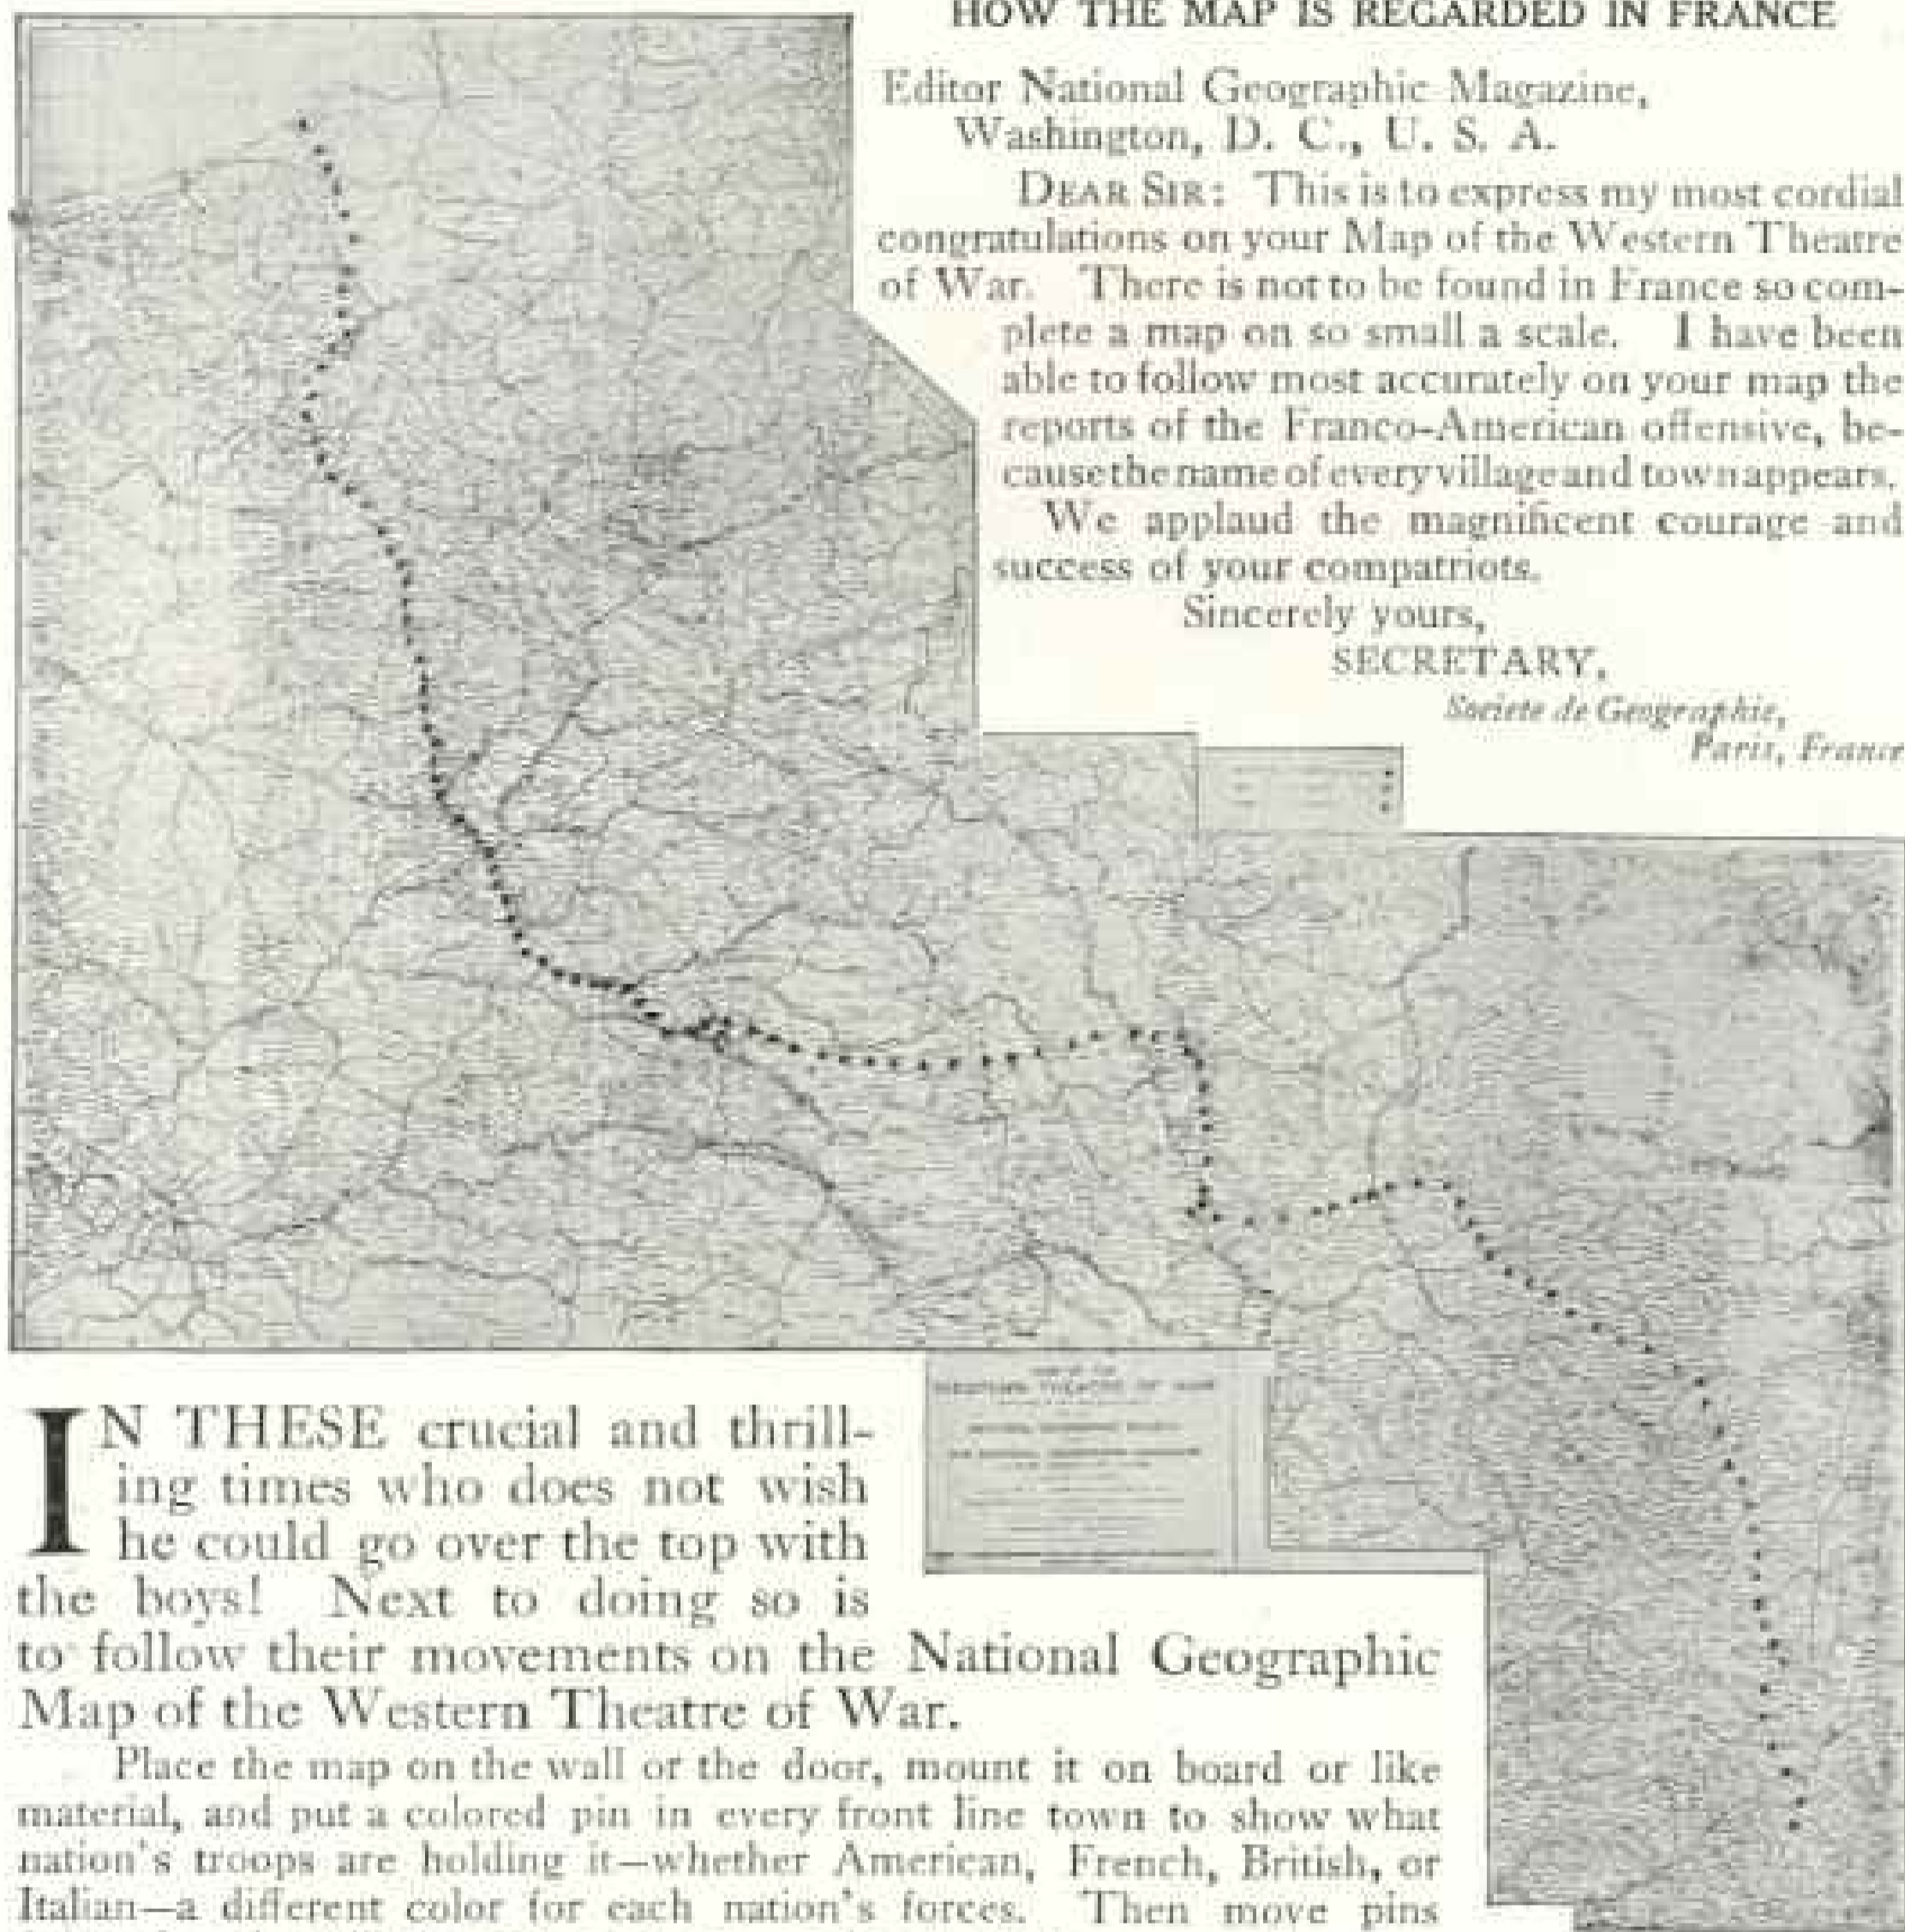 HOW THE MAP IS REGARDED IN FRANCE
Editor National Geographic Magazine,
Washington, D. C., U. S. A.
DEAR SIR: This is to express my most cordial
congratulations on your Map of the Western Theatre
of War. There is not to be found in France so com-
plete a map on so small a scale. I have been
able to follow most accurately on your map the
reports of the Franco-American offensive, be-
cause the name of every village and town appears.
We applaud the magnificent courage and
success of your compatriots.
Sincerely yours,
SECRETARY,
Societe de Geographie,
Paris, France
WESTERN THEATRE OF WAR
IN THESE crucial and thrill-
ing times who does not wish
he could go over the top with
the boys! Next to doing so is
to follow their movements on the National Geographic
Map of the Western Theatre of War.
Place the map on the wall or the door, mount it on board or like
material, and put a colored pin in every front line town to show what
nation's troops are holding it—whether American, French, British, or
Italian—a different color for each nation's forces. Then move pins